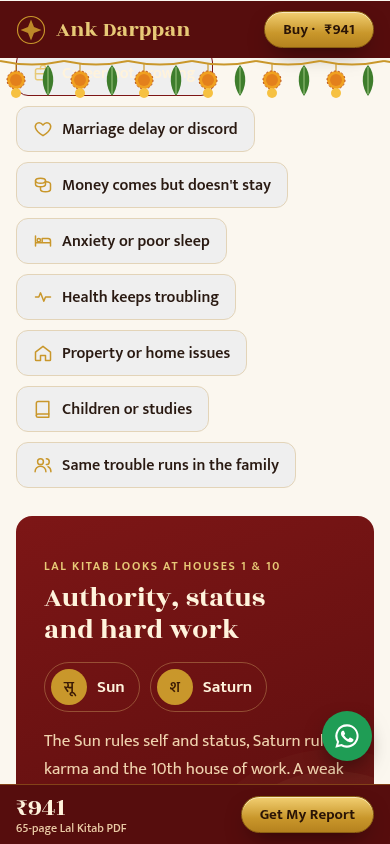 Ank Darppan
Buy · ₹941
Marriage delay or discord
Money comes but doesn't stay
Anxiety or poor sleep
Health keeps troubling
Property or home issues
Children or studies
Same trouble runs in the family
LAL KITAB LOOKS AT HOUSES 1 & 10
Authority, status
and hard work
सू Sun
श Saturn
The Sun rules self and status, Saturn
karma and the 10th house of work. A weak
₹941
65-page Lal Kitab PDF
Get My Report